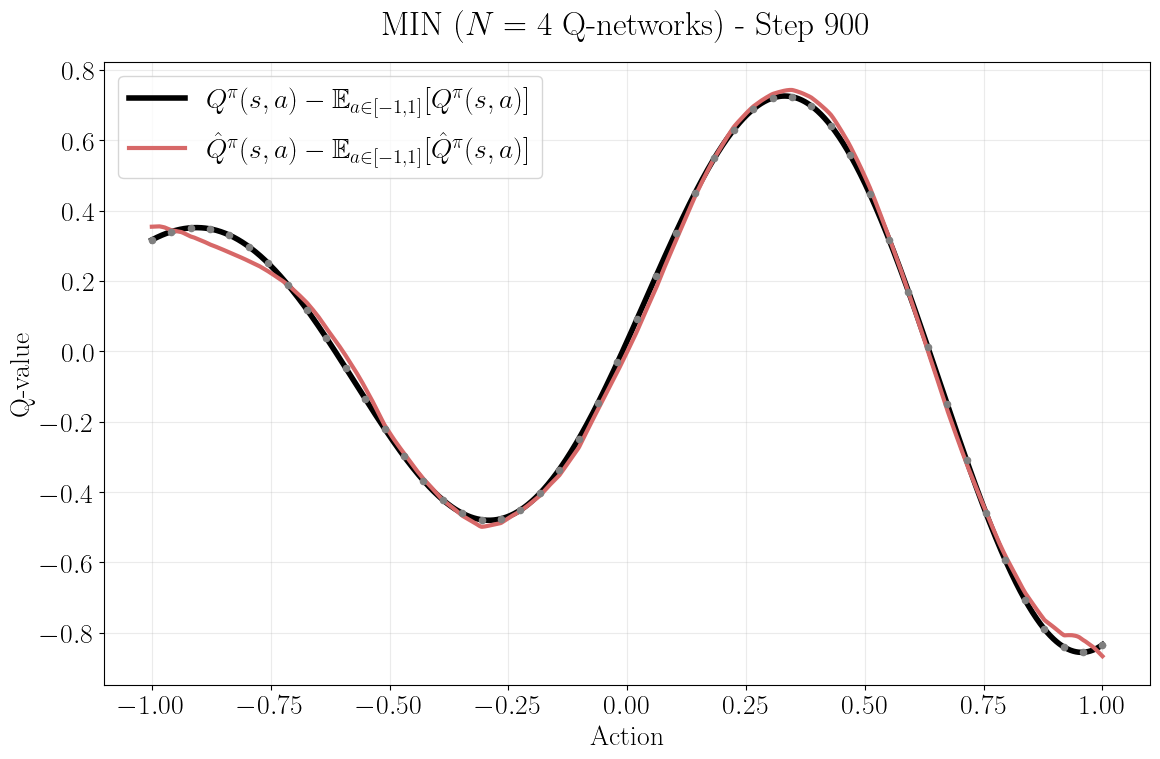 MIN (N = 4 Q-networks) - Step 900
Q^π(s, a) − 𝔼_{a∈[−1,1]}[Q^π(s, a)]
Q̂^π(s, a) − 𝔼_{a∈[−1,1]}[Q̂^π(s, a)]
0.8
0.6
0.4
0.2
0.0
−0.2
−0.4
−0.6
−0.8
Q-value
−1.00 −0.75 −0.50 −0.25 0.00 0.25 0.50 0.75 1.00
Action